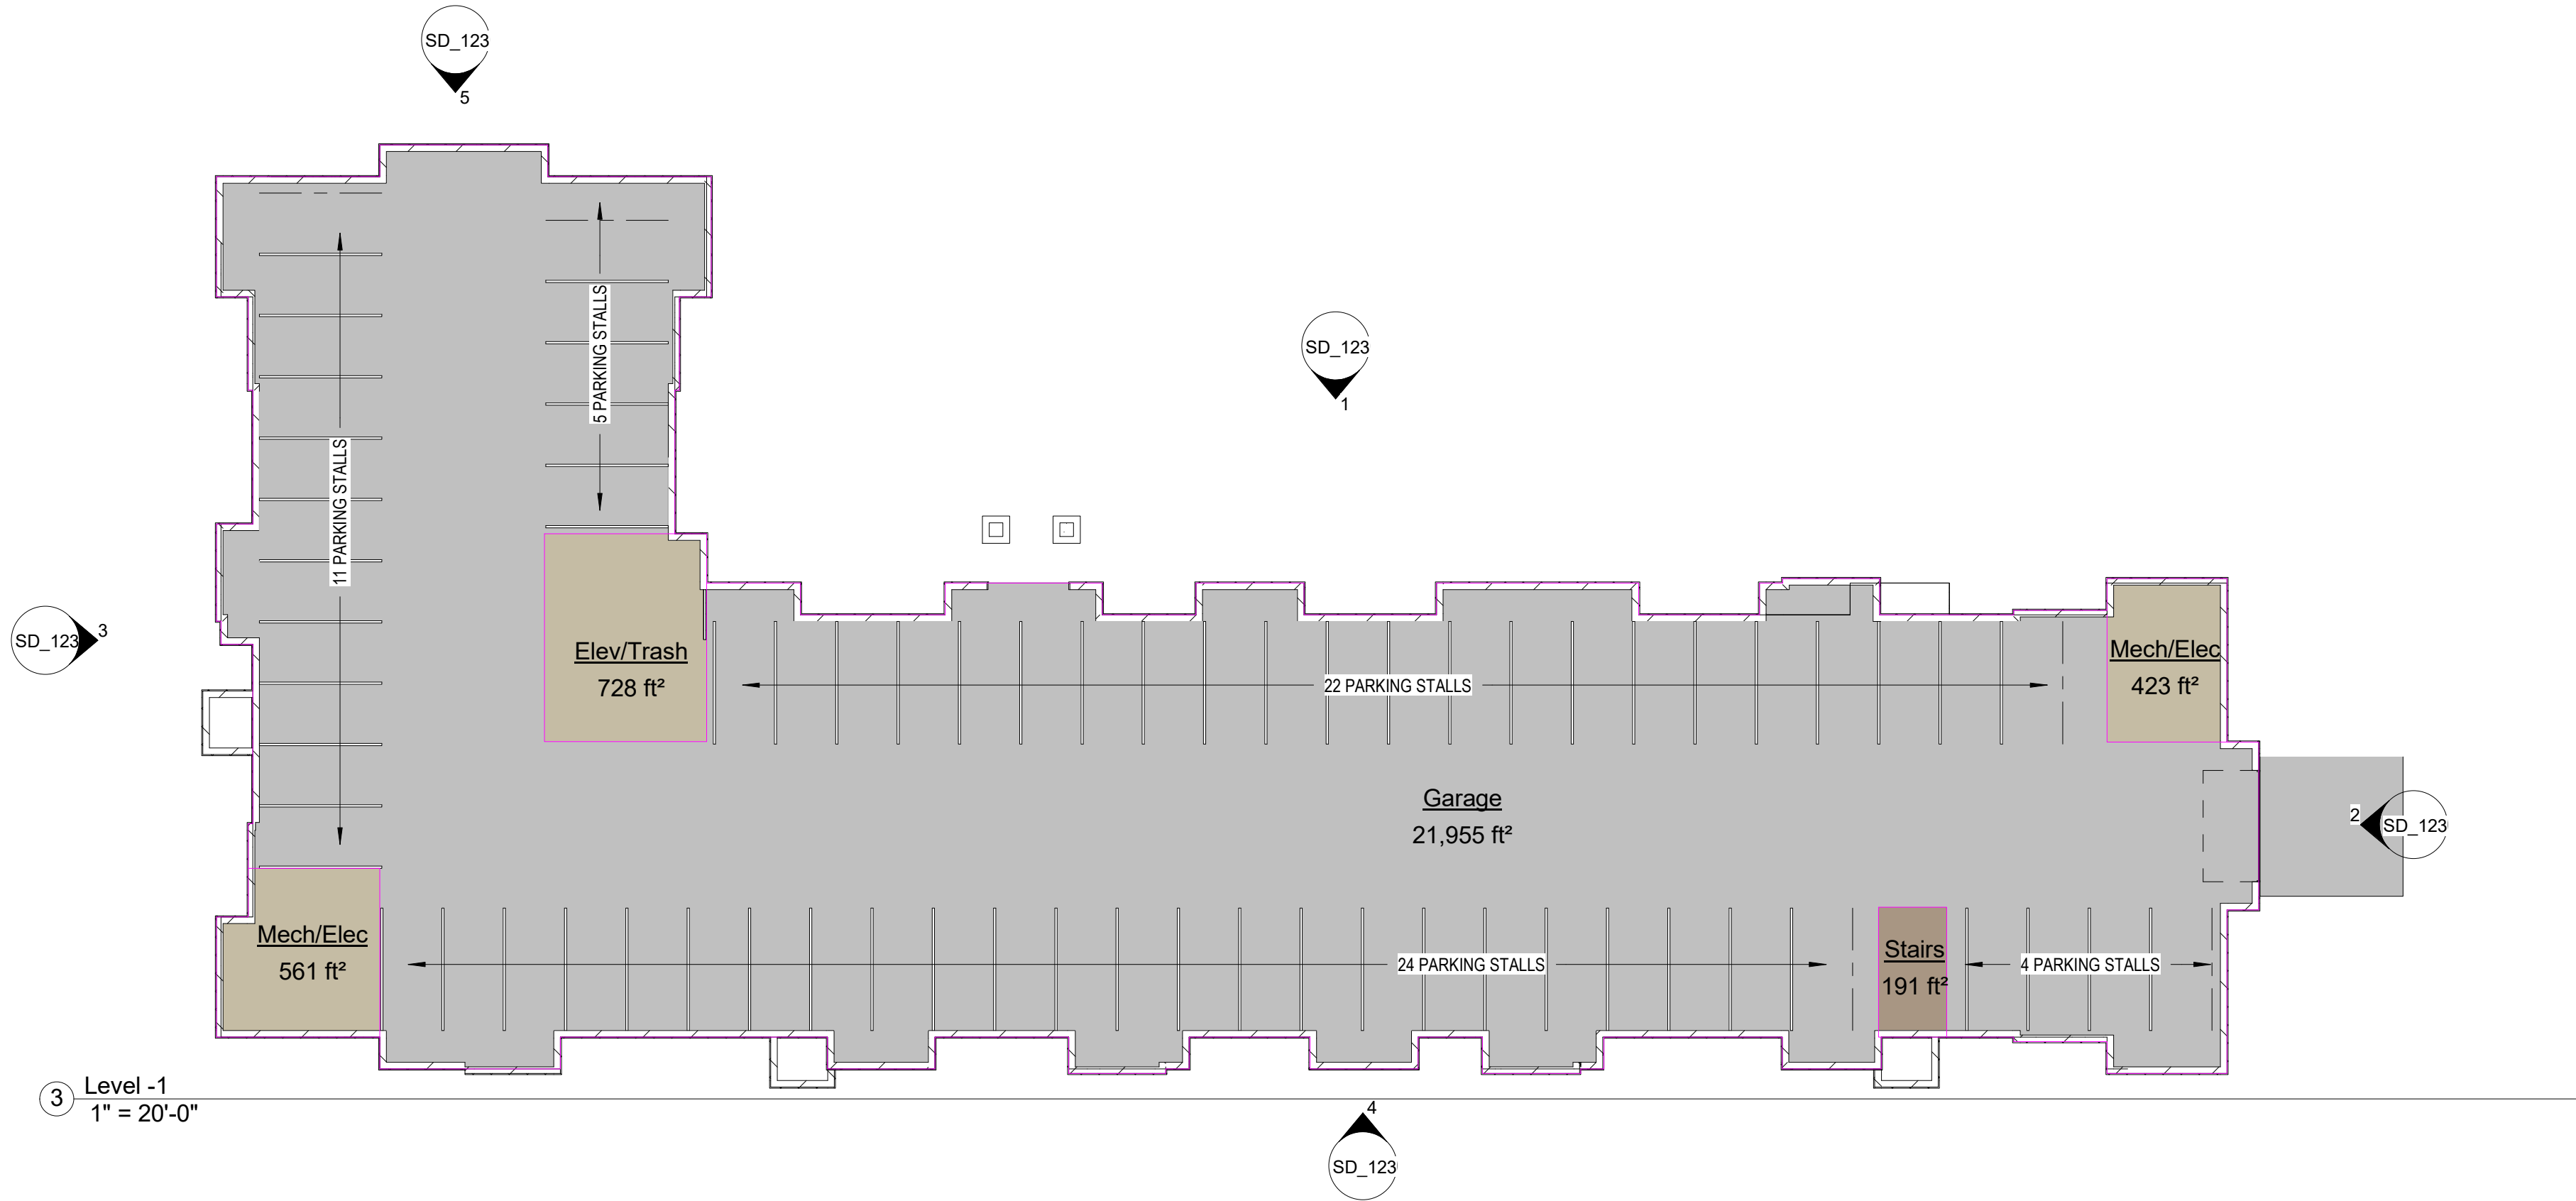 SD_123
5
SD_123
1
5 PARKING STALLS
11 PARKING STALLS
SD_123
3
Elev/Trash
728 ft²
22 PARKING STALLS
Mech/Elec
423 ft²
Garage
21,955 ft²
2
SD_123
Mech/Elec
561 ft²
24 PARKING STALLS
Stairs
191 ft²
4 PARKING STALLS
3
Level -1
1" = 20'-0"
4
SD_123